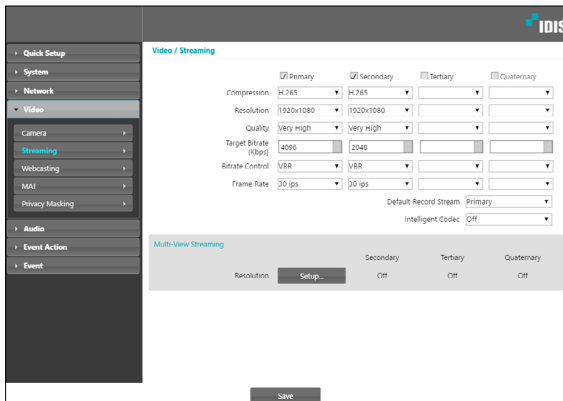 IDIS
Quick Setup
System
Network
Video
Camera
Streaming
Webcasting
MAT
Privacy Masking
Audio
Event Action
Event
Video / Streaming
Primary Secondary Tertiary Quaternary
Compression H.265 H.265
Resolution 1920x1080 1920x1080
Quality Very High Very High
Target Bitrate (Kbps) 4096 2048
Bitrate Control VBR VBR
Frame Rate 30 ips 30 ips
Default Record Stream Primary
Intelligent Codec Off
Multi-View Streaming
Secondary Tertiary Quaternary
Resolution Setup... Off Off Off
Save